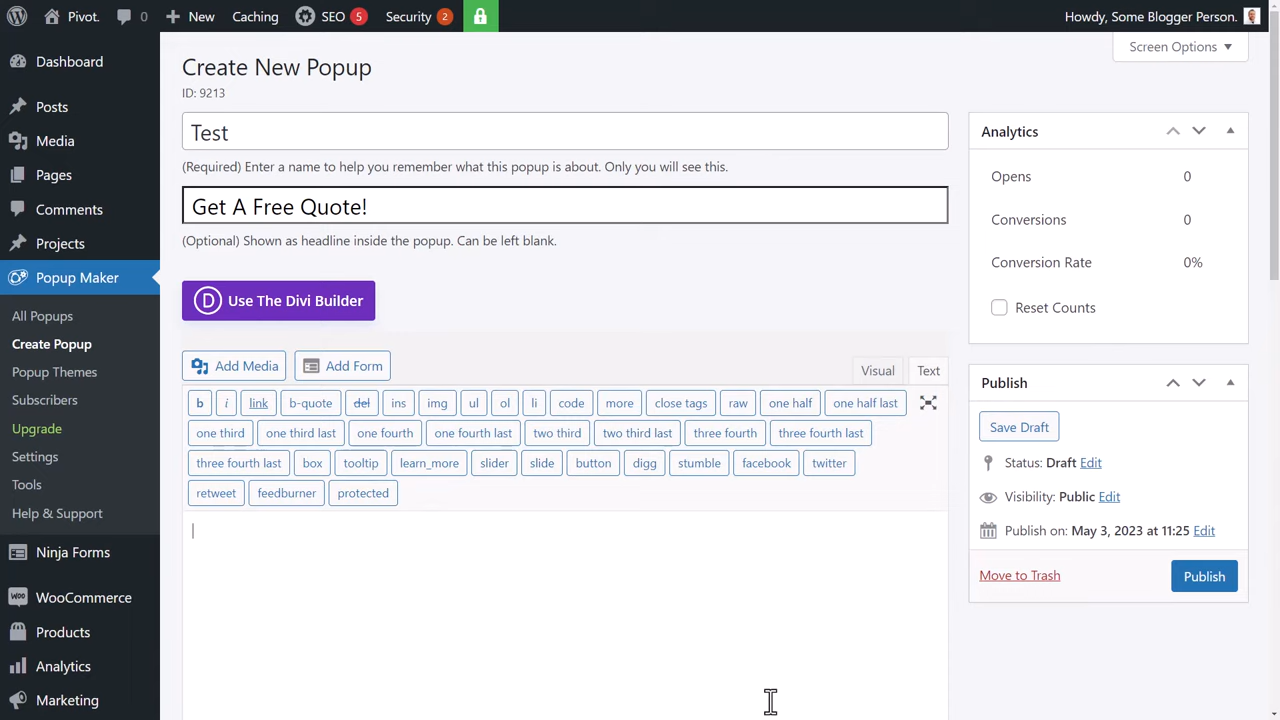 Pivot. 0 New Caching SEO 5 Security 2 Howdy, Some Blogger Person.
Screen Options
Dashboard
Posts
Media
Pages
Comments
Projects
Popup Maker
All Popups
Create Popup
Popup Themes
Subscribers
Upgrade
Settings
Tools
Help & Support
Ninja Forms
WooCommerce
Products
Analytics
Marketing
Create New Popup
ID: 9213
Test
(Required) Enter a name to help you remember what this popup is about. Only you will see this.
Get A Free Quote!
(Optional) Shown as headline inside the popup. Can be left blank.
D Use The Divi Builder
Add Media Add Form Visual Text
b i link b-quote del ins img ul ol li code more close tags raw one half one half last
one third one third last one fourth one fourth last two third two third last three fourth three fourth last
three fourth last box tooltip learn_more slider slide button digg stumble facebook twitter
retweet feedburner protected
Analytics
Opens 0
Conversions 0
Conversion Rate 0%
Reset Counts
Publish
Save Draft
Status: Draft Edit
Visibility: Public Edit
Publish on: May 3, 2023 at 11:25 Edit
Move to Trash Publish